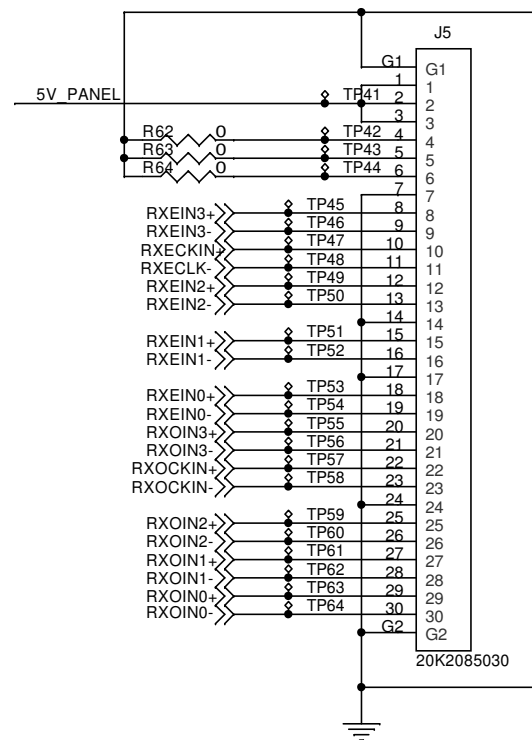 J5
G1 G1
1 1
5V_PANEL TP41 2 2
3 3
R62 0 TP42 4 4
R63 0 TP43 5 5
R64 0 TP44 6 6
7 7
RXEIN3+ TP45 8 8
RXEIN3- TP46 9 9
RXECKIN+ TP47 10 10
RXECLK- TP48 11 11
RXEIN2+ TP49 12 12
RXEIN2- TP50 13 13
14 14
RXEIN1+ TP51 15 15
RXEIN1- TP52 16 16
17 17
RXEIN0+ TP53 18 18
RXEIN0- TP54 19 19
RXOIN3+ TP55 20 20
RXOIN3- TP56 21 21
RXOCKIN+ TP57 22 22
RXOCKIN- TP58 23 23
24 24
RXOIN2+ TP59 25 25
RXOIN2- TP60 26 26
RXOIN1+ TP61 27 27
RXOIN1- TP62 28 28
RXOIN0+ TP63 29 29
RXOIN0- TP64 30 30
G2 G2
20K2085030